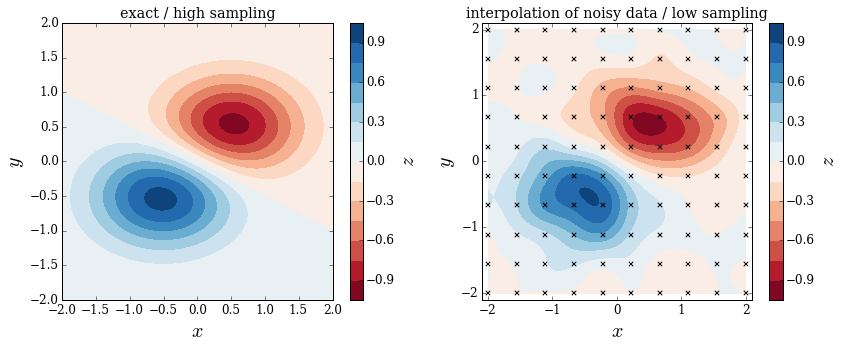 exact / high sampling
2.0
1.5
1.0
0.5
0.0
−0.5
−1.0
−1.5
−2.0
y
−2.0 −1.5 −1.0 −0.5 0.0 0.5 1.0 1.5 2.0
x
0.9
0.6
0.3
0.0
−0.3
−0.6
−0.9
z
interpolation of noisy data / low sampling
2
1
0
−1
−2
y
−2 −1 0 1 2
x
0.9
0.6
0.3
0.0
−0.3
−0.6
−0.9
z